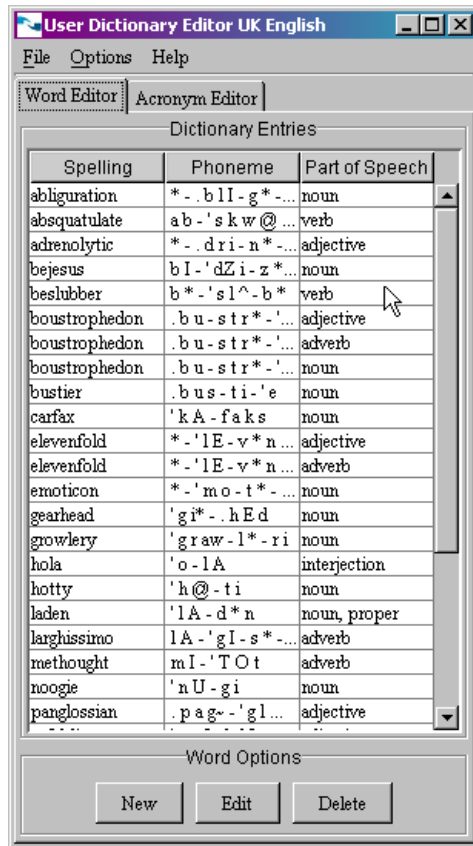 User Dictionary Editor UK English
File Options Help
Word Editor Acronym Editor
Dictionary Entries
Spelling Phoneme Part of Speech
abliguration *-.blI-g*-... noun
absquatulate ab-'skw@ ... verb
adrenolytic *-.dri-n*-... adjective
bejesus bI-'dZi-z*... noun
beslubber b*-'sl^-b* verb
boustrophedon .bu-str*-'... adjective
boustrophedon .bu-str*-'... adverb
boustrophedon .bu-str*-'... noun
bustier .bus-ti-'e noun
carfax 'kA-faks noun
elevenfold *-'lE-v*n ... adjective
elevenfold *-'lE-v*n ... adverb
emoticon *-'mo-t*- ... noun
gearhead 'gi*-.hEd noun
growlery 'graw-l*-ri noun
hola 'o-lA interjection
hotty 'h@-ti noun
laden 'lA-d*n noun, proper
larghissimo lA-'gI-s*-... adverb
methought mI-'TOt adverb
noogie 'nU-gi noun
panglossian .pag~-'gl... adjective
Word Options
New Edit Delete